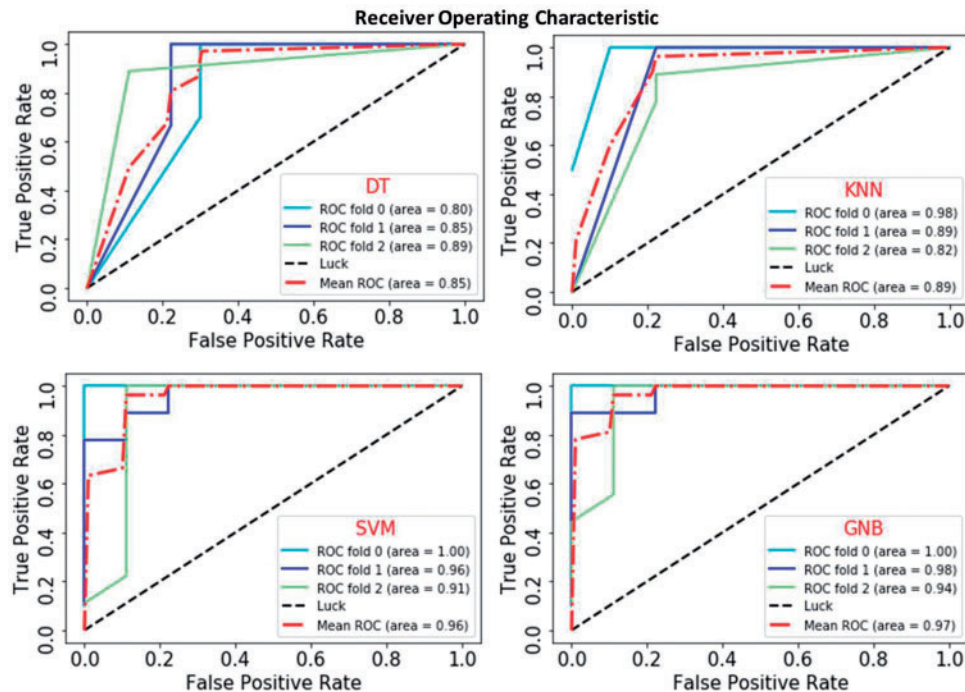 Receiver Operating Characteristic
True Positive Rate
1.0
0.8
0.6
0.4
0.2
0.0
DT
ROC fold 0 (area = 0.80)
ROC fold 1 (area = 0.85)
ROC fold 2 (area = 0.89)
Luck
Mean ROC (area = 0.85)
0.0 0.2 0.4 0.6 0.8 1.0
False Positive Rate
True Positive Rate
1.0
0.8
0.6
0.4
0.2
0.0
KNN
ROC fold 0 (area = 0.98)
ROC fold 1 (area = 0.89)
ROC fold 2 (area = 0.82)
Luck
Mean ROC (area = 0.89)
0.0 0.2 0.4 0.6 0.8 1.0
False Positive Rate
True Positive Rate
1.0
0.8
0.6
0.4
0.2
0.0
SVM
ROC fold 0 (area = 1.00)
ROC fold 1 (area = 0.96)
ROC fold 2 (area = 0.91)
Luck
Mean ROC (area = 0.96)
0.0 0.2 0.4 0.6 0.8 1.0
False Positive Rate
True Positive Rate
1.0
0.8
0.6
0.4
0.2
0.0
GNB
ROC fold 0 (area = 1.00)
ROC fold 1 (area = 0.98)
ROC fold 2 (area = 0.94)
Luck
Mean ROC (area = 0.97)
0.0 0.2 0.4 0.6 0.8 1.0
False Positive Rate